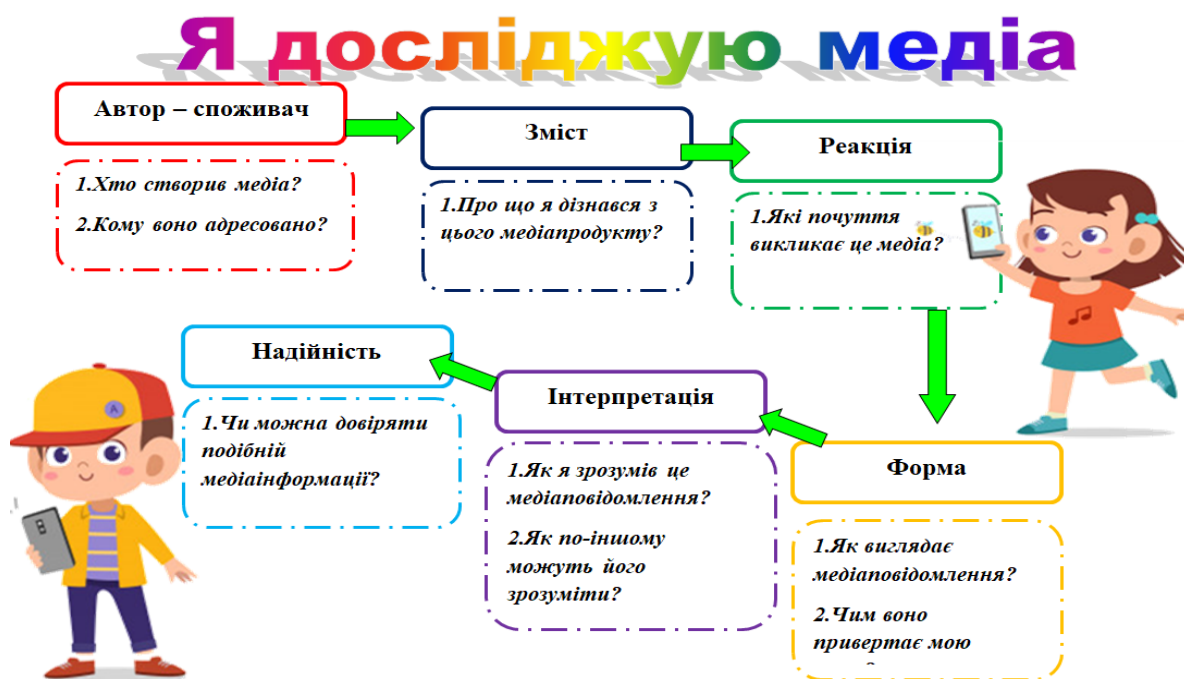 Я досліджую медіа
Автор – споживач
1.Хто створив медіа?
2.Кому воно адресовано?
Зміст
1.Про що я дізнався з
цього медіапродукту?
Реакція
1.Які почуття
викликає це медіа?
Форма
1.Як виглядає
медіаповідомлення?
2.Чим воно
привертає мою
Інтерпретація
1.Як я зрозумів це
медіаповідомлення?
2.Як по-іншому
можуть його
зрозуміти?
Надійність
1.Чи можна довіряти
подібній
медіаінформації?
A